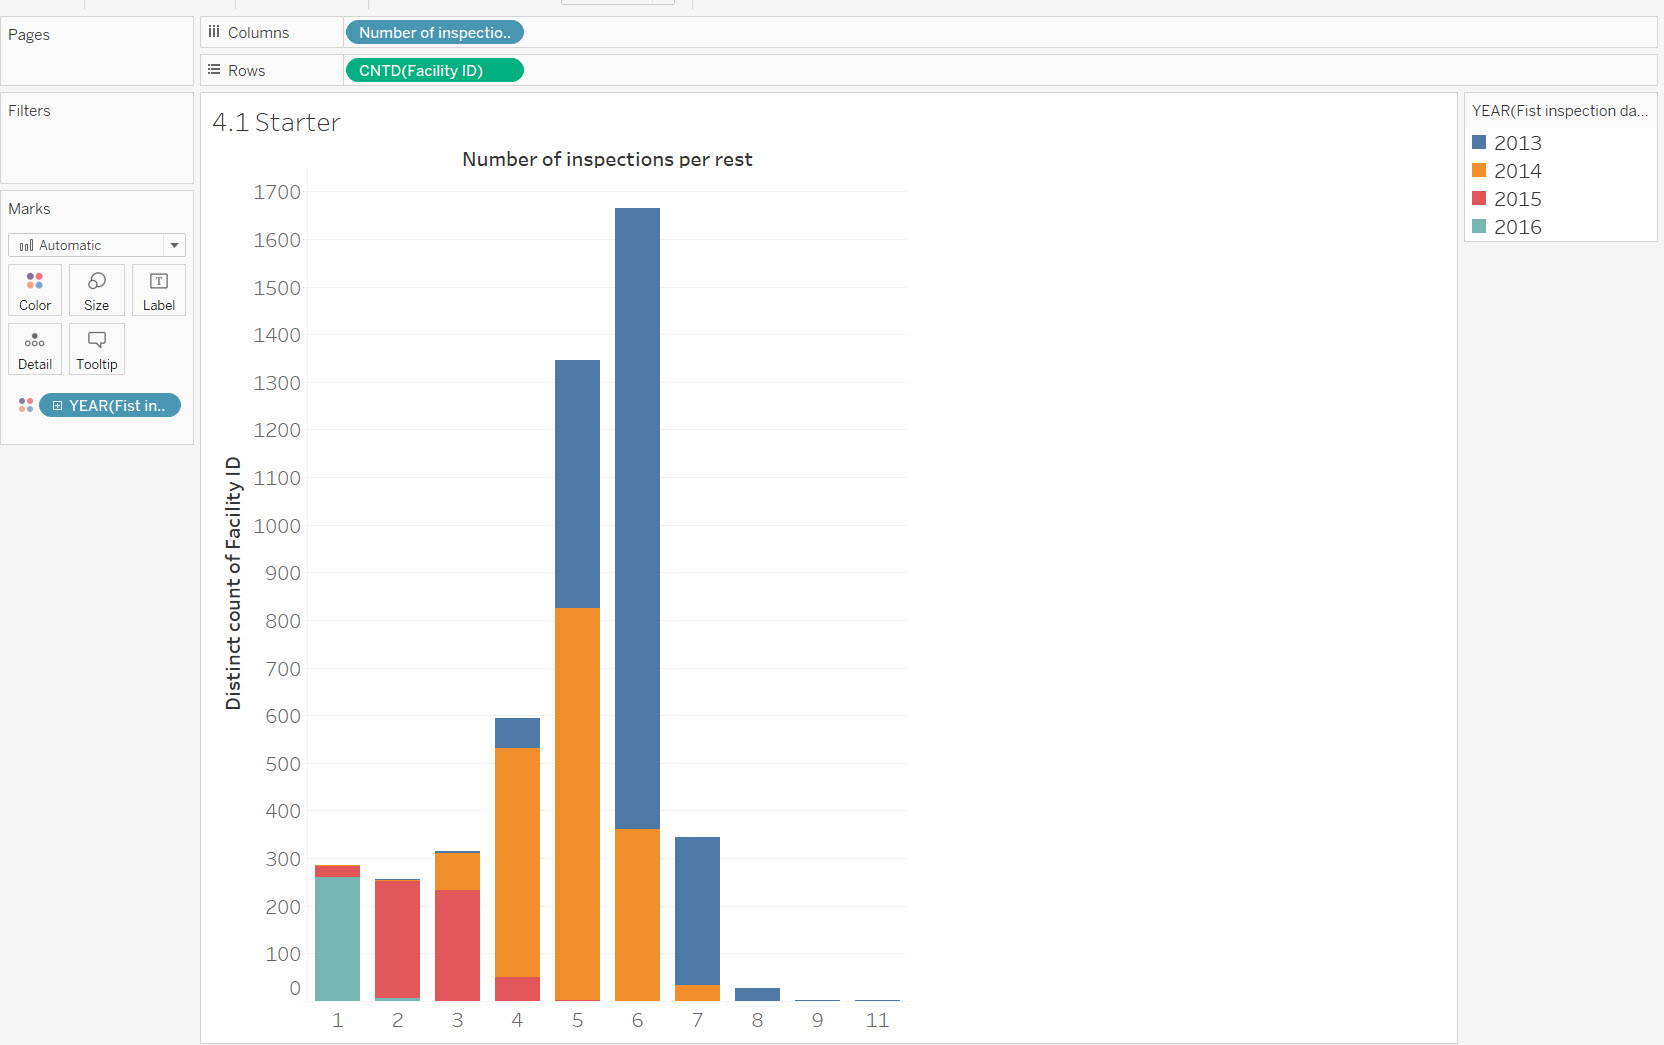 Pages
Columns
Number of inspectio..
Rows
CNTD(Facility ID)
Filters
Marks
Automatic
Color
Size
Label
Detail
Tooltip
YEAR(Fist in..
4.1 Starter
Number of inspections per rest
Distinct count of Facility ID
1700
1600
1500
1400
1300
1200
1100
1000
900
800
700
600
500
400
300
200
100
0
1 2 3 4 5 6 7 8 9 11
YEAR(Fist inspection da...
2013
2014
2015
2016